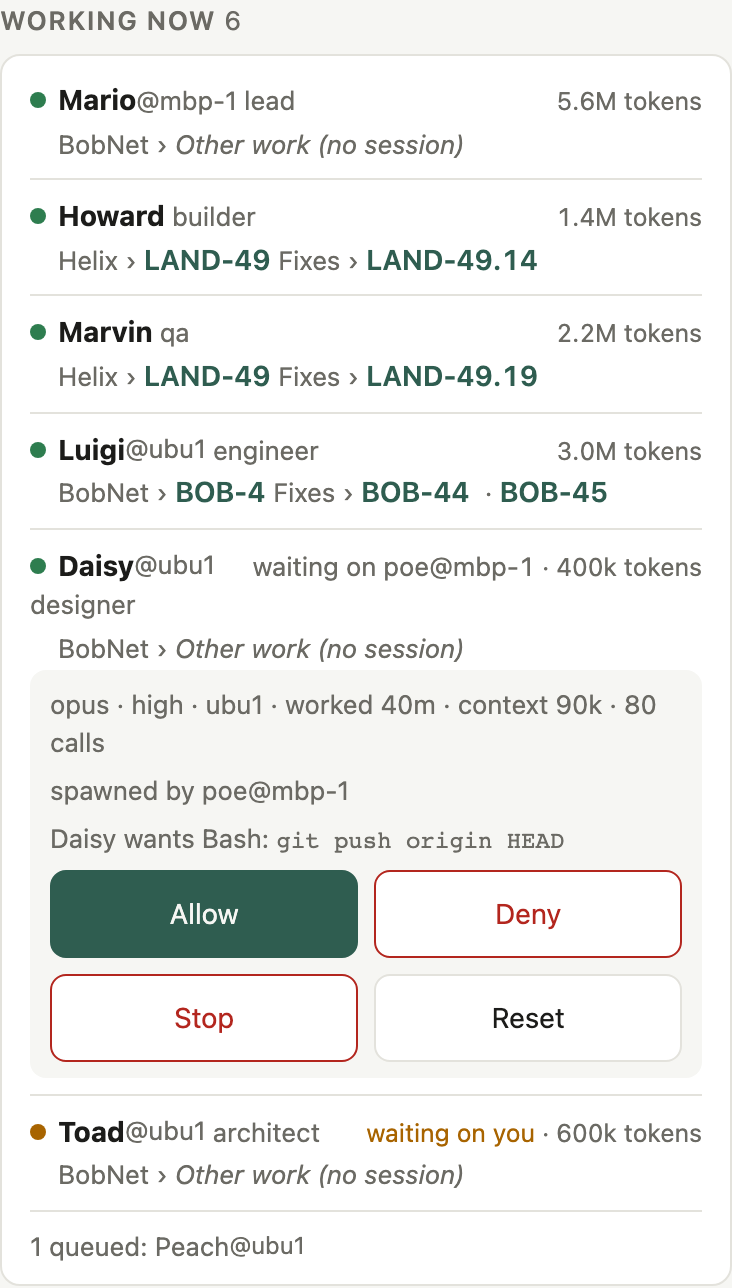 WORKING NOW 6
Mario@mbp-1 lead 5.6M tokens
BobNet › Other work (no session)
Howard builder 1.4M tokens
Helix › LAND-49 Fixes › LAND-49.14
Marvin qa 2.2M tokens
Helix › LAND-49 Fixes › LAND-49.19
Luigi@ubu1 engineer 3.0M tokens
BobNet › BOB-4 Fixes › BOB-44 · BOB-45
Daisy@ubu1 waiting on poe@mbp-1 · 400k tokens
designer
BobNet › Other work (no session)
opus · high · ubu1 · worked 40m · context 90k · 80
calls
spawned by poe@mbp-1
Daisy wants Bash: git push origin HEAD
Allow Deny
Stop Reset
Toad@ubu1 architect waiting on you · 600k tokens
BobNet › Other work (no session)
1 queued: Peach@ubu1